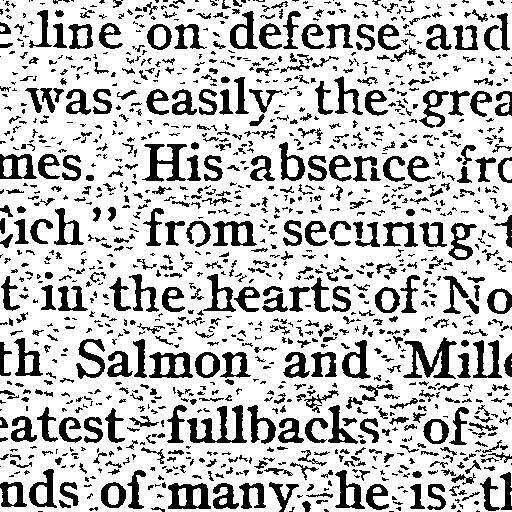 e line on defense and
was easily the grea
mes. His absence fro
Eich" from securing t
t in the hearts of No
th Salmon and Mille
eatest fullbacks of
nds of many, he is th